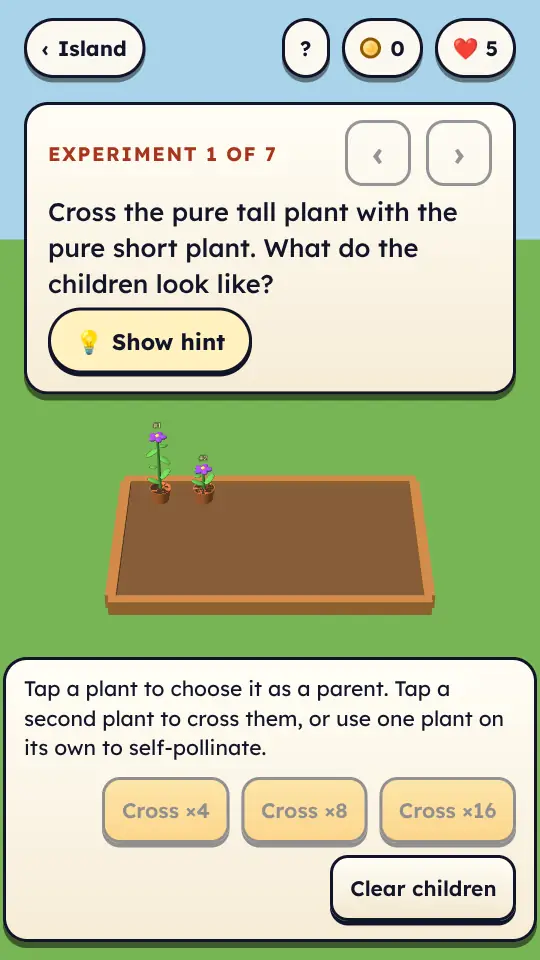 ‹ Island
?
0
5
EXPERIMENT 1 OF 7
‹
›
Cross the pure tall plant with the
pure short plant. What do the
children look like?
Show hint
#1
#2
Tap a plant to choose it as a parent. Tap a
second plant to cross them, or use one plant on
its own to self-pollinate.
Cross ×4
Cross ×8
Cross ×16
Clear children